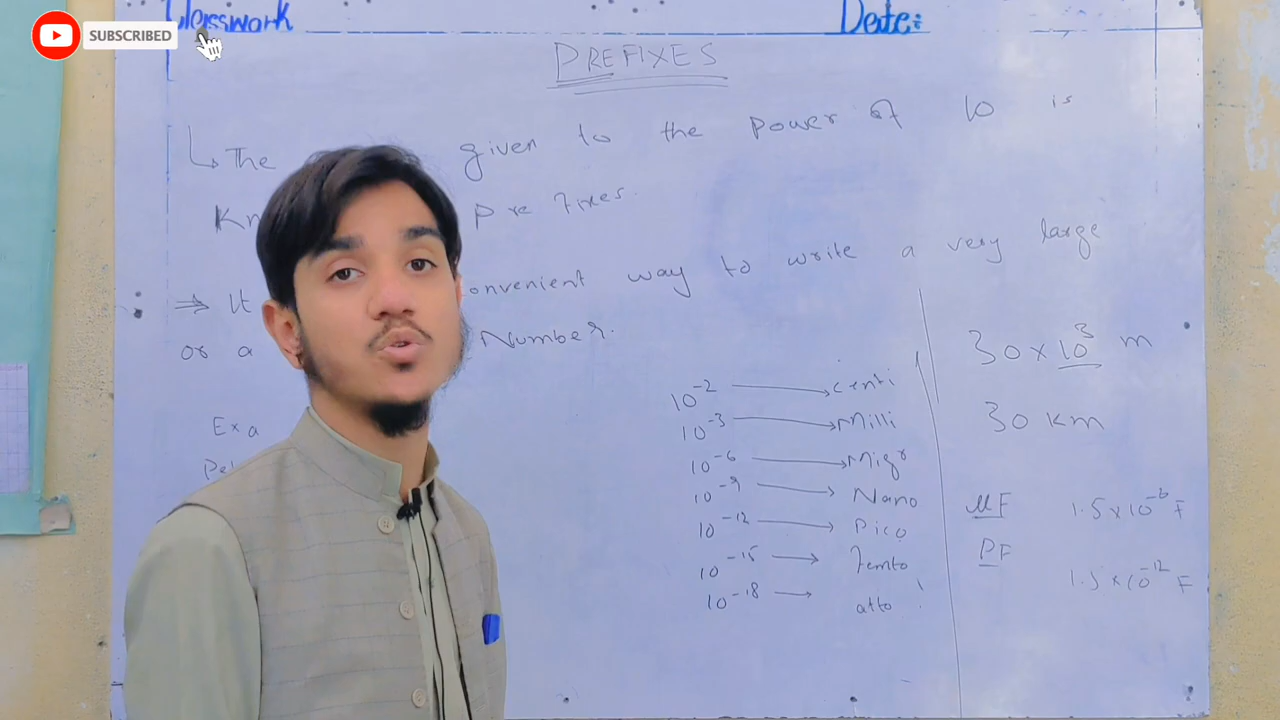 Classwork
Date:
SUBSCRIBED
PREFIXES
The given to the power of 10 is
Kn Prefixes.
It onvenient way to write a very large
or a Number.
Exa
Pe
10⁻² → centi
10⁻³ → Milli
10⁻⁶ → Migr
10⁻⁹ → Nano
10⁻¹² → Pico
10⁻¹⁵ → Femto
10⁻¹⁸ → atto
30 × 10³ m
30 km
μF 1.5 × 10⁻⁶ F
PF
1.5 × 10⁻¹² F